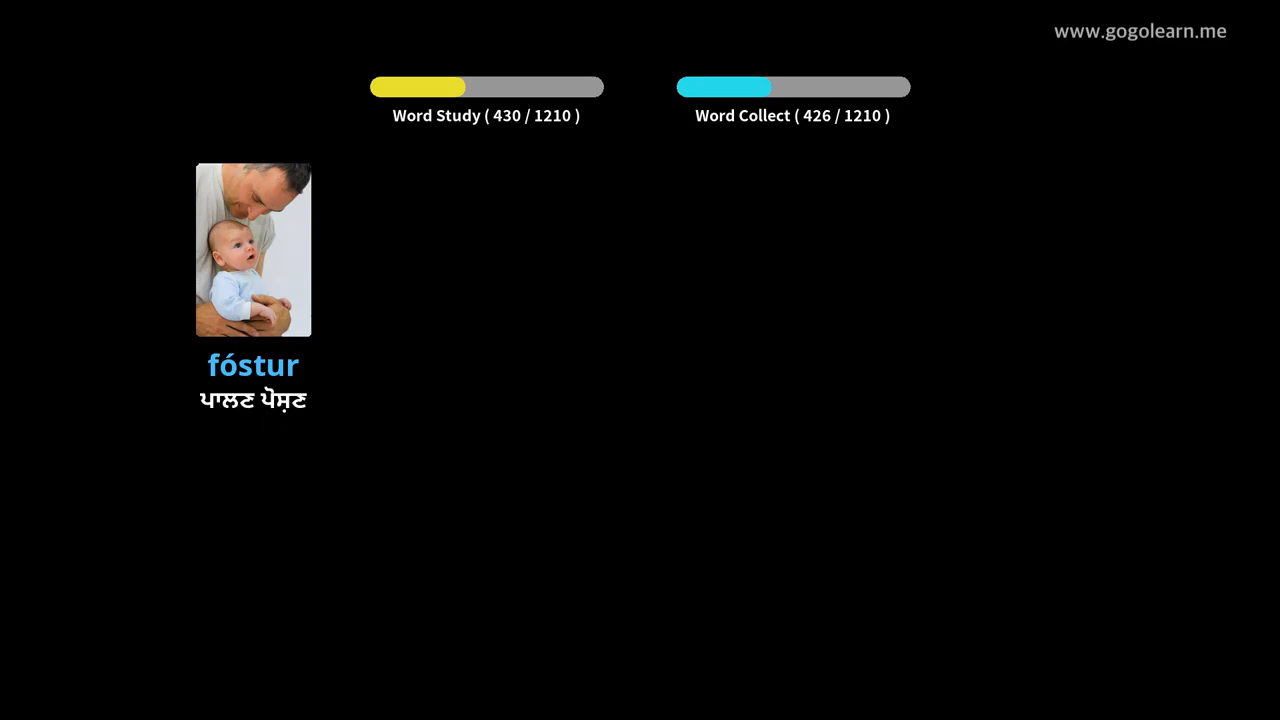 www.gogolearn.me
Word Study ( 430 / 1210 )
Word Collect ( 426 / 1210 )
fóstur
ਪਾਲਣ ਪੋਸ਼ਣ